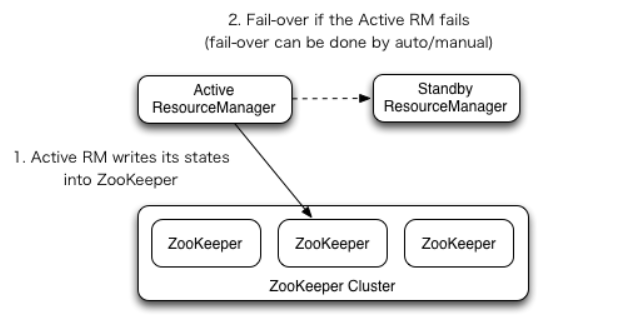 2. Fail-over if the Active RM fails
(fail-over can be done by auto/manual)
Active
ResourceManager
Standby
ResourceManager
1. Active RM writes its states
into ZooKeeper
ZooKeeper
ZooKeeper
ZooKeeper
ZooKeeper Cluster